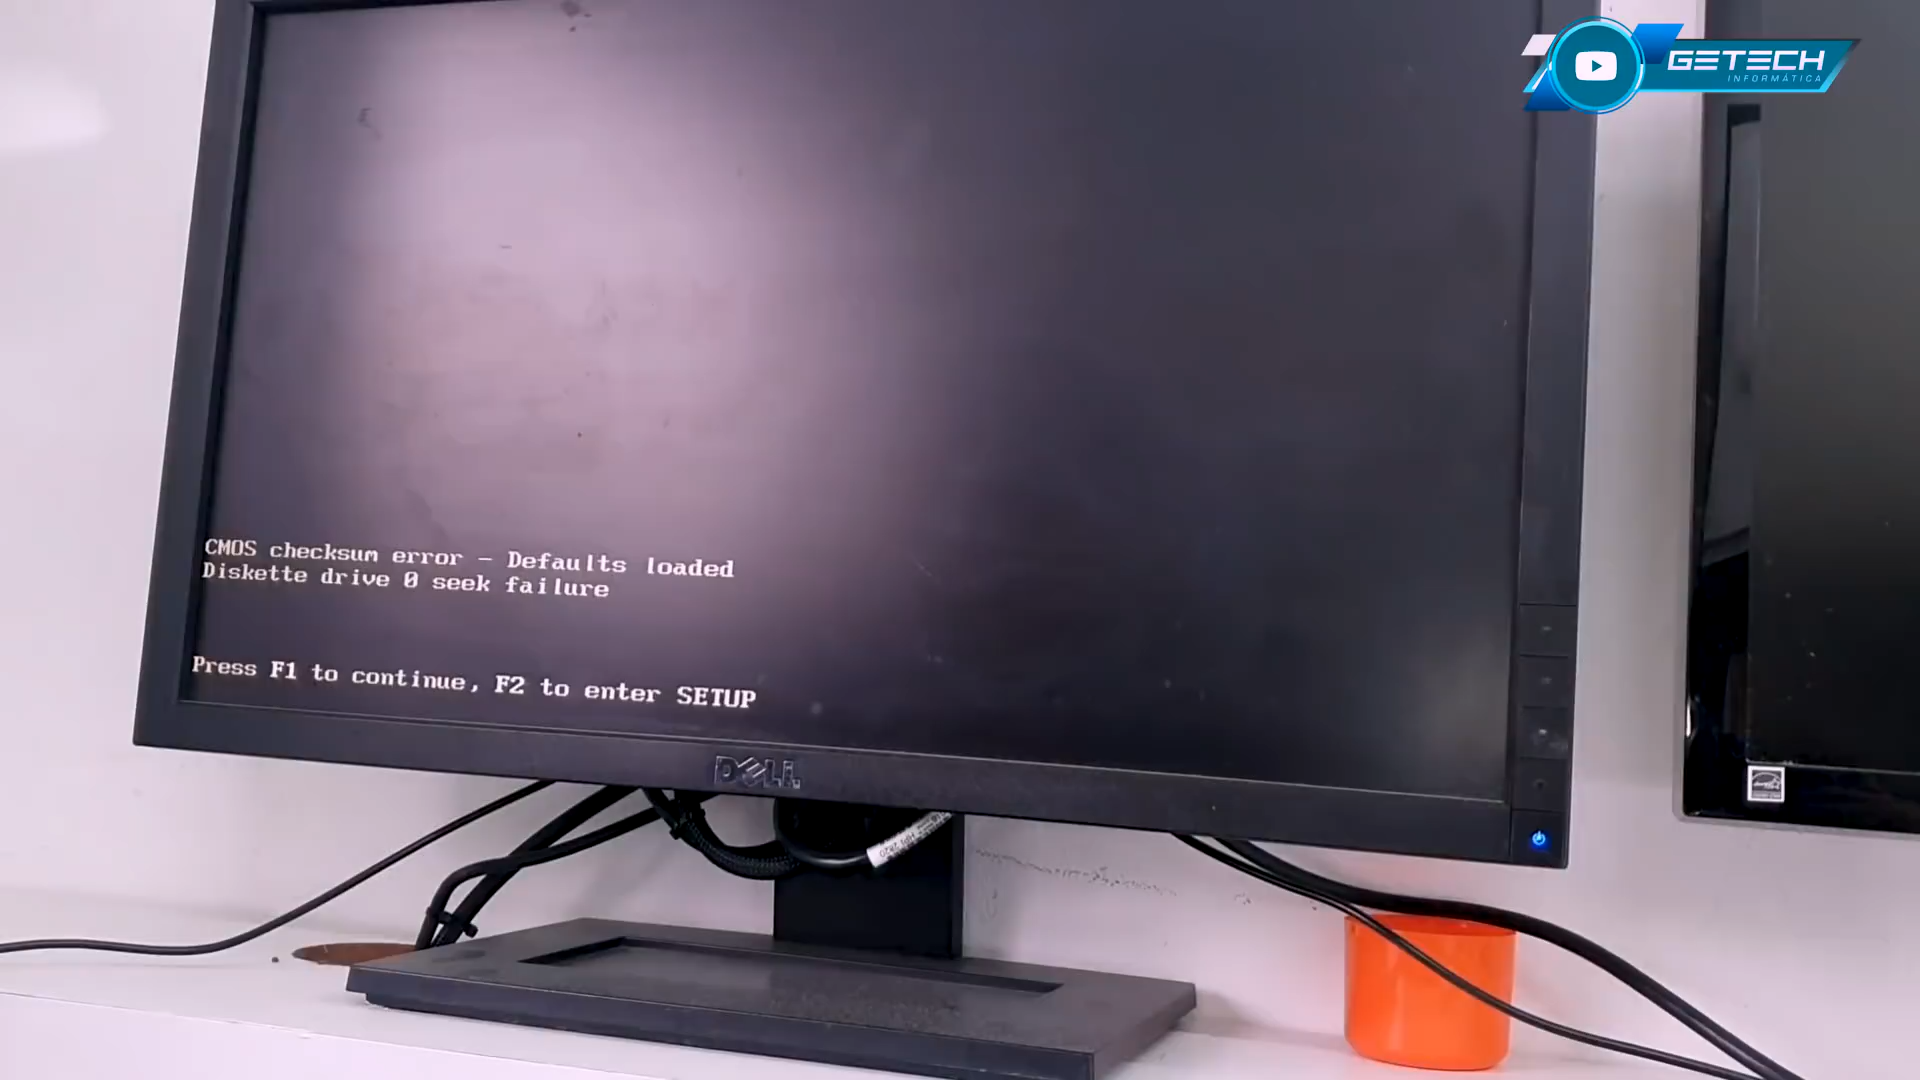 GETECH
INFORMÁTICA
CMOS checksum error - Defaults loaded
Diskette drive 0 seek failure
Press F1 to continue, F2 to enter SETUP
DELL